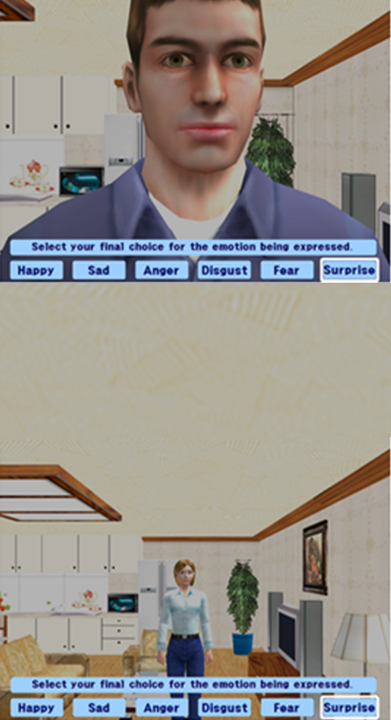 Select your final choice for the emotion being expressed.
Happy Sad Anger Disgust Fear Surprise
Select your final choice for the emotion being expressed.
Happy Sad Anger Disgust Fear Surprise